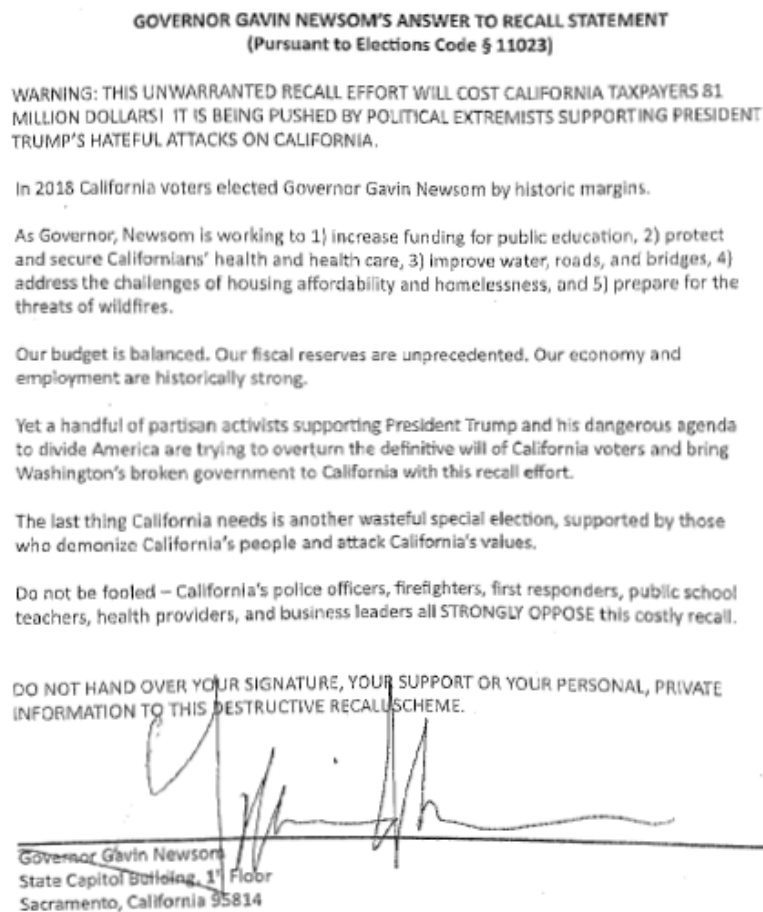 GOVERNOR GAVIN NEWSOM'S ANSWER TO RECALL STATEMENT
(Pursuant to Elections Code § 11023)
WARNING: THIS UNWARRANTED RECALL EFFORT WILL COST CALIFORNIA TAXPAYERS 81
MILLION DOLLARS! IT IS BEING PUSHED BY POLITICAL EXTREMISTS SUPPORTING PRESIDENT
TRUMP'S HATEFUL ATTACKS ON CALIFORNIA.
In 2018 California voters elected Governor Gavin Newsom by historic margins.
As Governor, Newsom is working to 1) increase funding for public education, 2) protect
and secure Californians' health and health care, 3) improve water, roads, and bridges, 4)
address the challenges of housing affordability and homelessness, and 5) prepare for the
threats of wildfires.
Our budget is balanced. Our fiscal reserves are unprecedented. Our economy and
employment are historically strong.
Yet a handful of partisan activists supporting President Trump and his dangerous agenda
to divide America are trying to overturn the definitive will of California voters and bring
Washington's broken government to California with this recall effort.
The last thing California needs is another wasteful special election, supported by those
who demonize California's people and attack California's values.
Do not be fooled – California's police officers, firefighters, first responders, public school
teachers, health providers, and business leaders all STRONGLY OPPOSE this costly recall.
DO NOT HAND OVER YOUR SIGNATURE, YOUR SUPPORT OR YOUR PERSONAL, PRIVATE
INFORMATION TO THIS DESTRUCTIVE RECALL SCHEME.
Governor Gavin Newsom
State Capitol Building, 1st Floor
Sacramento, California 95814